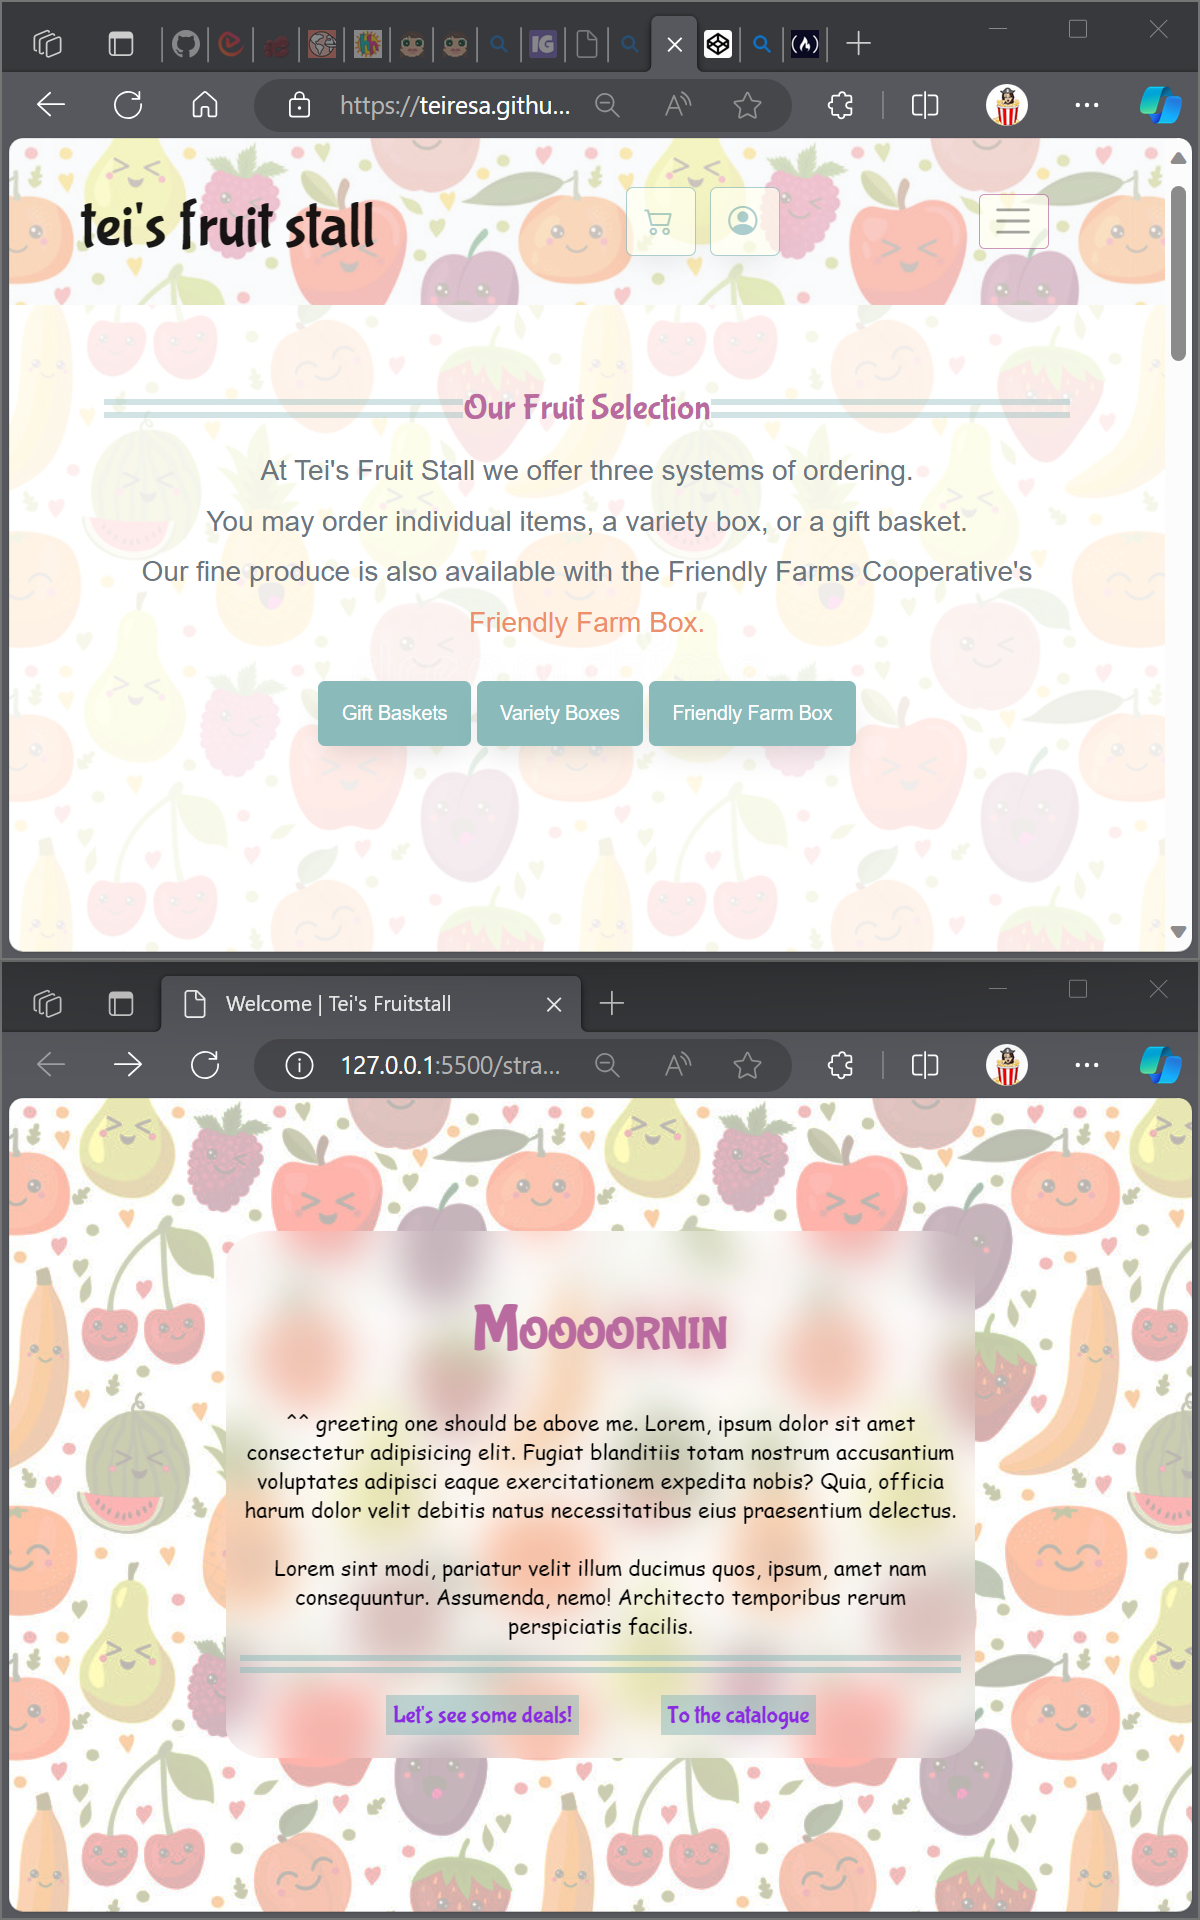 IG
https://teiresa.githu...
tei's fruit stall
Our Fruit Selection
At Tei's Fruit Stall we offer three systems of ordering.
You may order individual items, a variety box, or a gift basket.
Our fine produce is also available with the Friendly Farms Cooperative's
Friendly Farm Box.
Gift Baskets
Variety Boxes
Friendly Farm Box
Welcome | Tei's Fruitstall
127.0.0.1:5500/stra...
Moooornin
^^ greeting one should be above me. Lorem, ipsum dolor sit amet
consectetur adipisicing elit. Fugiat blanditiis totam nostrum accusantium
voluptates adipisci eaque exercitationem expedita nobis? Quia, officia
harum dolor velit debitis natus necessitatibus eius praesentium delectus.
Lorem sint modi, pariatur velit illum ducimus quos, ipsum, amet nam
consequuntur. Assumenda, nemo! Architecto temporibus rerum
perspiciatis facilis.
Let's see some deals!
To the catalogue